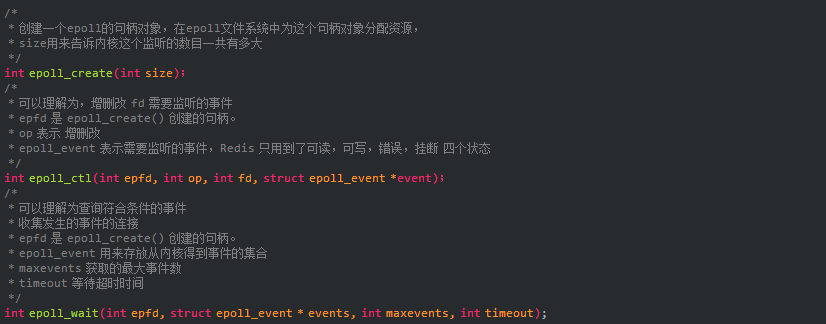 /*
* 创建一个epoll的句柄对象，在epoll文件系统中为这个句柄对象分配资源，
* size用来告诉内核这个监听的数目一共有多大
*/
int epoll_create(int size);
/*
* 可以理解为，增删改 fd 需要监听的事件
* epfd 是 epoll_create() 创建的句柄。
* op 表示 增删改
* epoll_event 表示需要监听的事件，Redis 只用到了可读，可写，错误，挂断 四个状态
*/
int epoll_ctl(int epfd, int op, int fd, struct epoll_event *event);
/*
* 可以理解为查询符合条件的事件
* 收集发生的事件的连接
* epfd 是 epoll_create() 创建的句柄。
* epoll_event 用来存放从内核得到事件的集合
* maxevents 获取的最大事件数
* timeout 等待超时时间
*/
int epoll_wait(int epfd, struct epoll_event * events, int maxevents, int timeout);